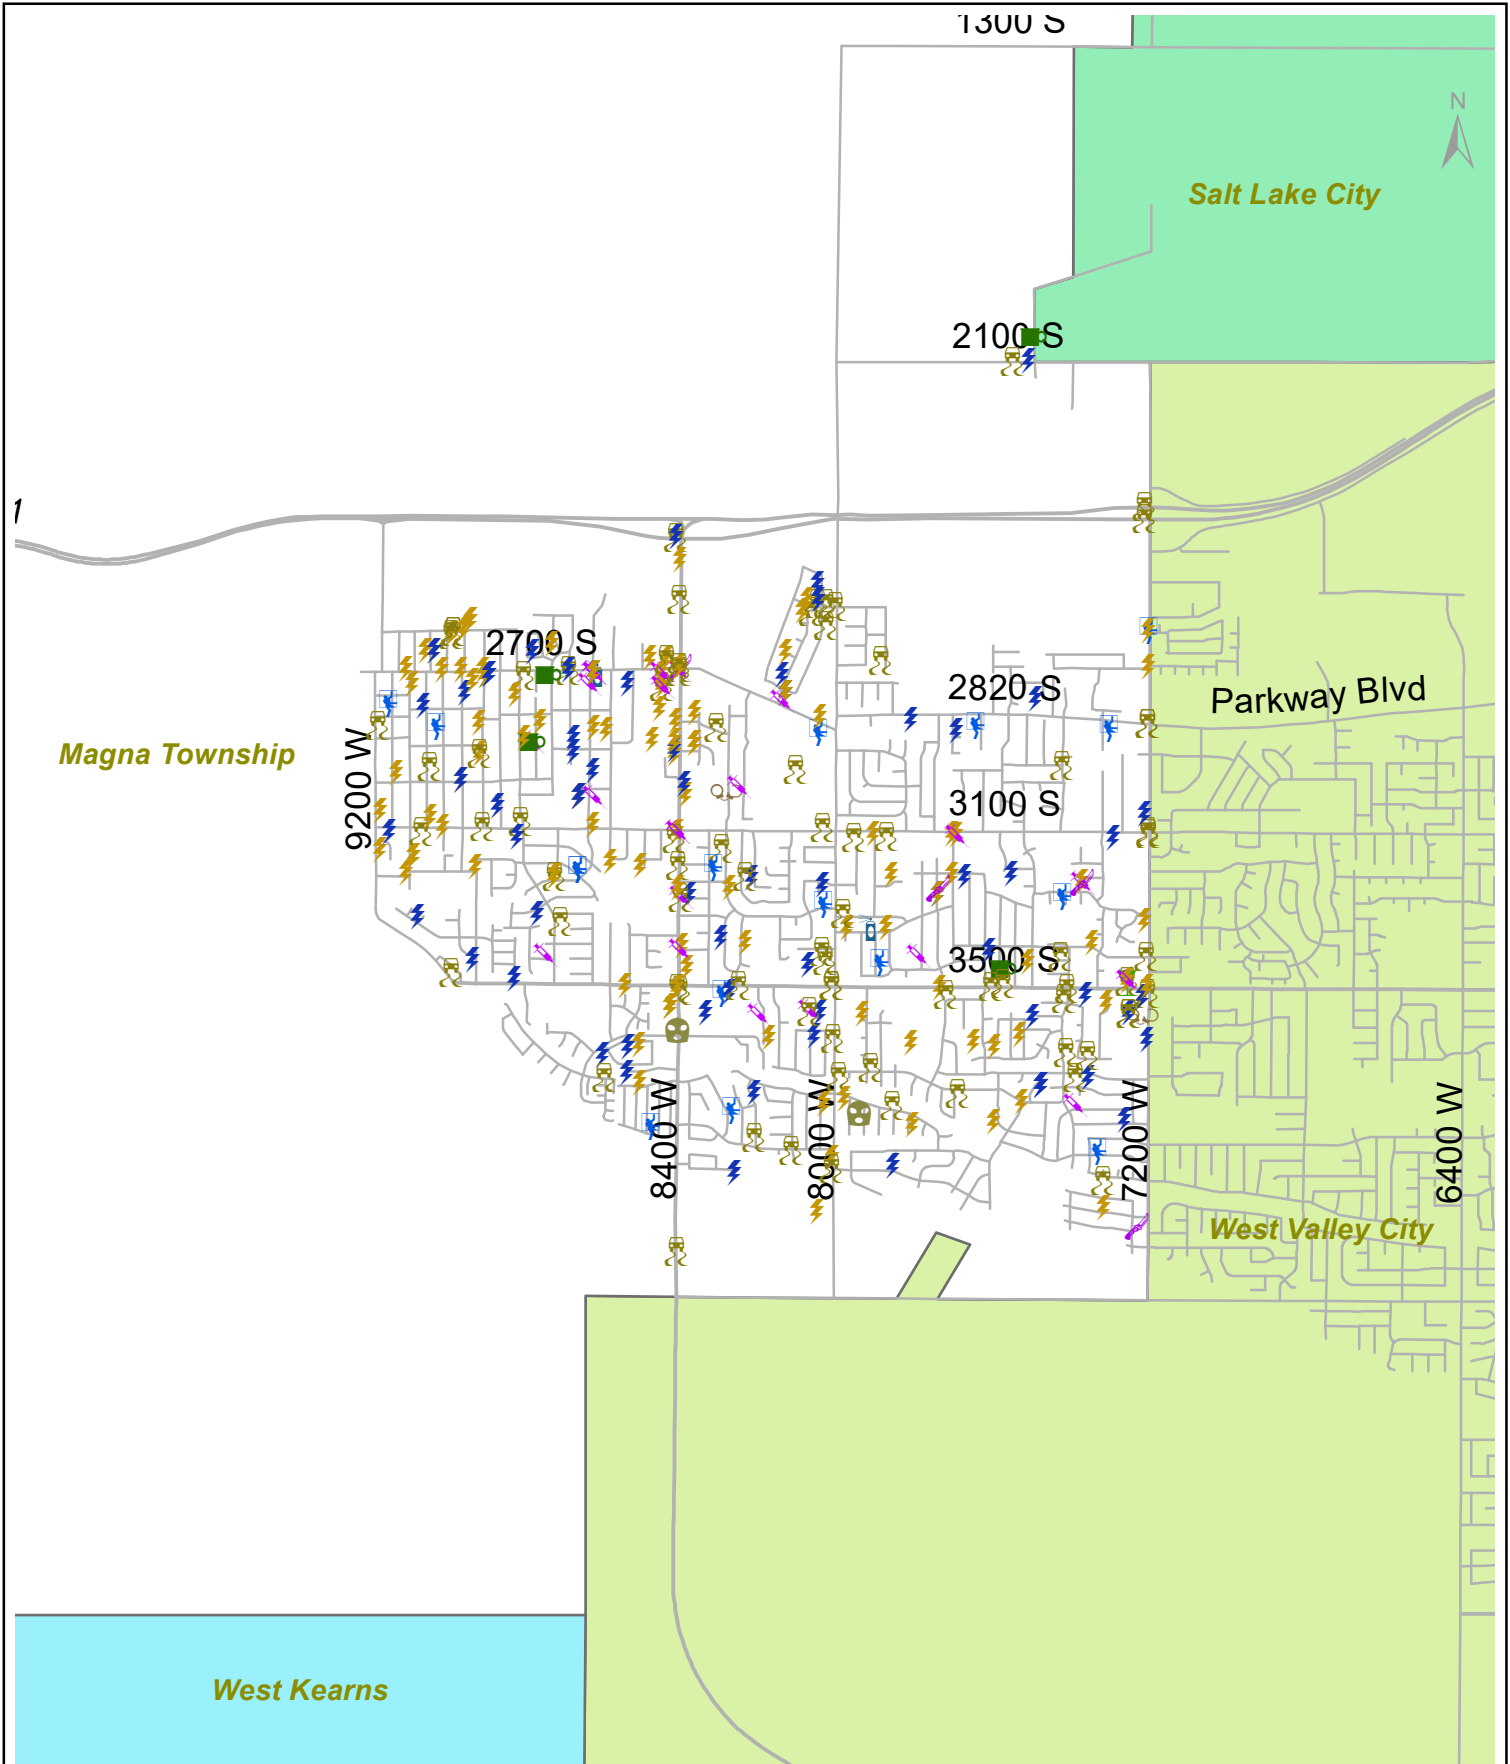 1300 S
N
Salt Lake City
2100 S
1
2700 S
2820 S
Parkway Blvd
Magna Township
9200 W
3100 S
3500 S
8400 W
8000 W
7200 W
6400 W
West Valley City
West Kearns